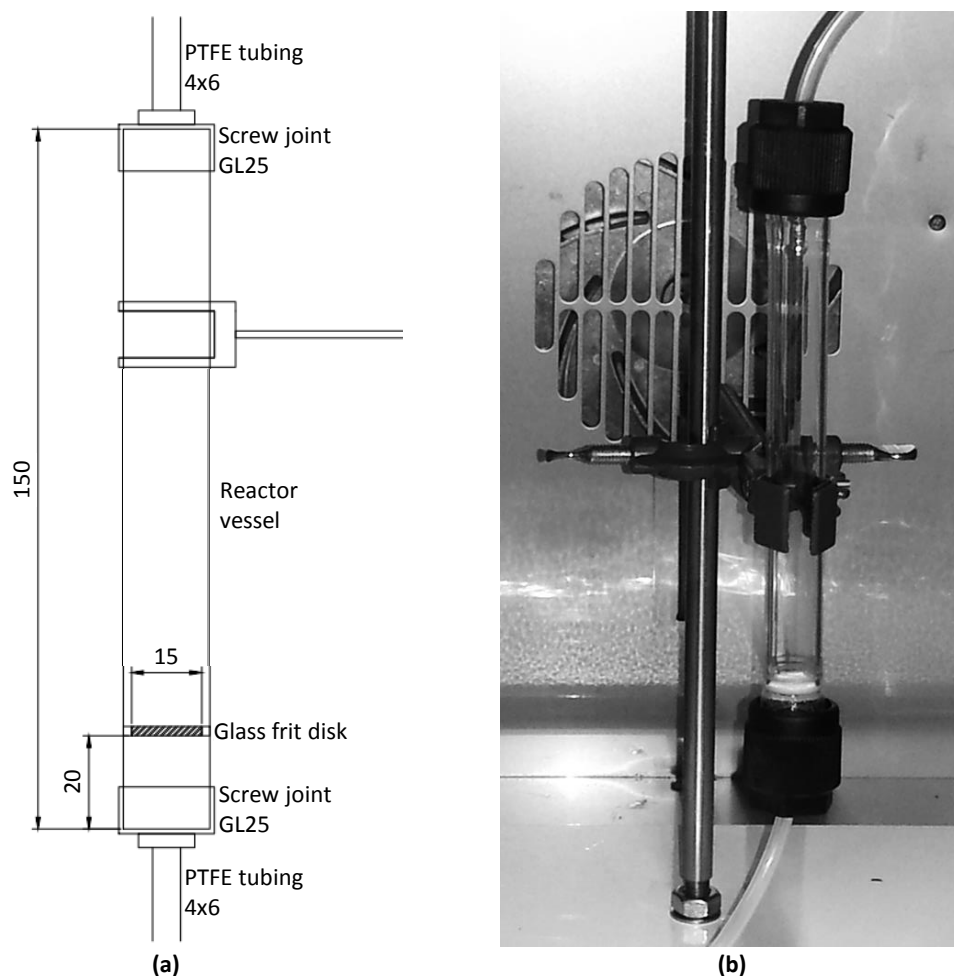 PTFE tubing
4x6
Screw joint
GL25
150
Reactor
vessel
15
Glass frit disk
20
Screw joint
GL25
PTFE tubing
4x6
(a)
(b)